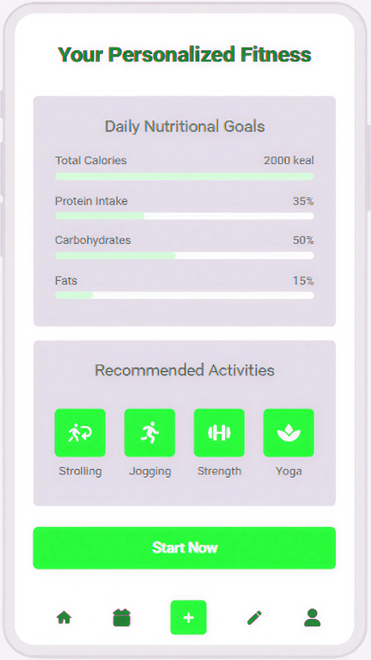 Your Personalized Fitness
Daily Nutritional Goals
Total Calories 2000 keal
Protein Intake 35%
Carbohydrates 50%
Fats 15%
Recommended Activities
Strolling Jogging Strength Yoga
Start Now